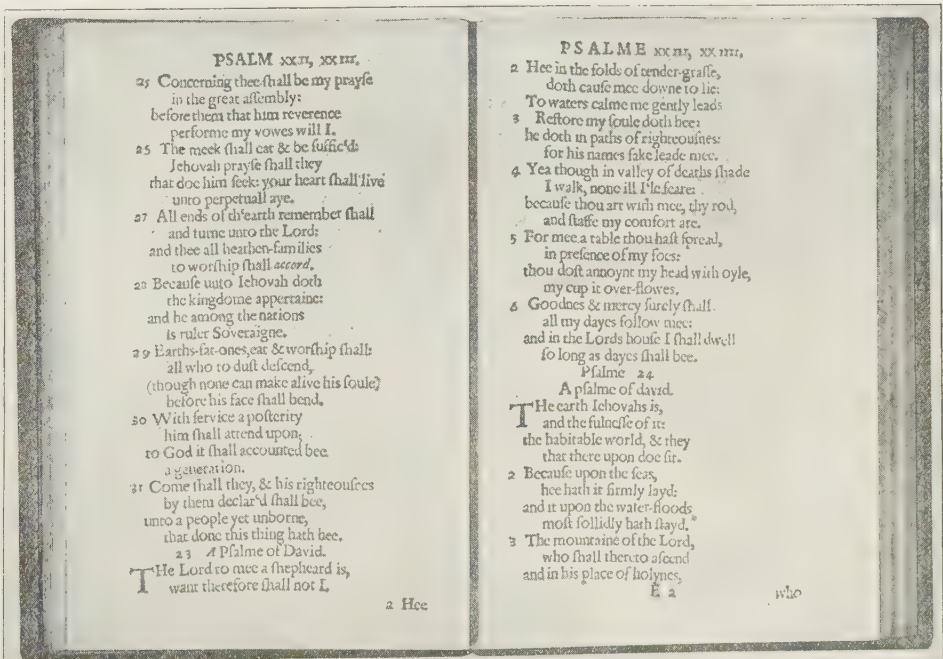 PSALM XXII, XXIII.
25 Concerning thee ſhall be my prayſe
in the great aſſembly:
before them that him reverence
performe my vowes will I.
25 The meek ſhall eat & be ſuffic'd:
Jehovah prayſe ſhall they
that doe him ſeek: your heart ſhall live
unto perpetuall aye.
27 All ends of th'earth remember ſhall
and turne unto the Lord:
and thee all heathen-families
to worſhip ſhall accord.
28 Becauſe unto Iehovah doth
the kingdome appertaine:
and he among the nations
is ruler Soveraigne.
29 Earths-fat-ones, eat & worſhip ſhall:
all who to duſt deſcend,
(though none can make alive his ſoule)
before his face ſhall bend.
30 With ſervice a poſterity
him ſhall attend upon;
to God it ſhall accounted bee
a generation.
31 Come ſhall they, & his righteouſnes
by them declar'd ſhall bee,
unto a people yet unborne,
that done this thing hath bee.
23 A Pſalme of David.
THe Lord to mee a ſhepheard is,
want therefore ſhall not I.
2 Hee
PSALME XXIII, XXIIII.
2 Hee in the folds of tender-graſſe,
doth cauſe mee downe to lie:
To waters calme me gently leads
3 Reſtore my ſoule doth hee:
he doth in paths of righteouſnes:
for his names ſake leade mee.
4 Yea though in valley of deaths ſhade
I walk, none ill I'le feare:
becauſe thou art with mee, thy rod,
and ſtaffe my comfort are.
5 For mee a table thou haſt ſpread,
in preſence of my foes:
thou doſt annoynt my head with oyle,
my cup it over-flowes.
6 Goodnes & mercy ſurely ſhall
all my dayes follow mee:
and in the Lords houſe I ſhall dwell
ſo long as dayes ſhall bee.
Pſalme 24
A pſalme of david.
THe earth Iehovahs is,
and the fulneſſe of it:
the habitable world, & they
that there upon doe ſit.
2 Becauſe upon the ſeas,
hee hath it firmly layd:
and it upon the water-floods
moſt ſollidly hath ſtayd.
3 The mountaine of the Lord,
who ſhall thereto aſcend
and in his place of holynes,
E 2
who